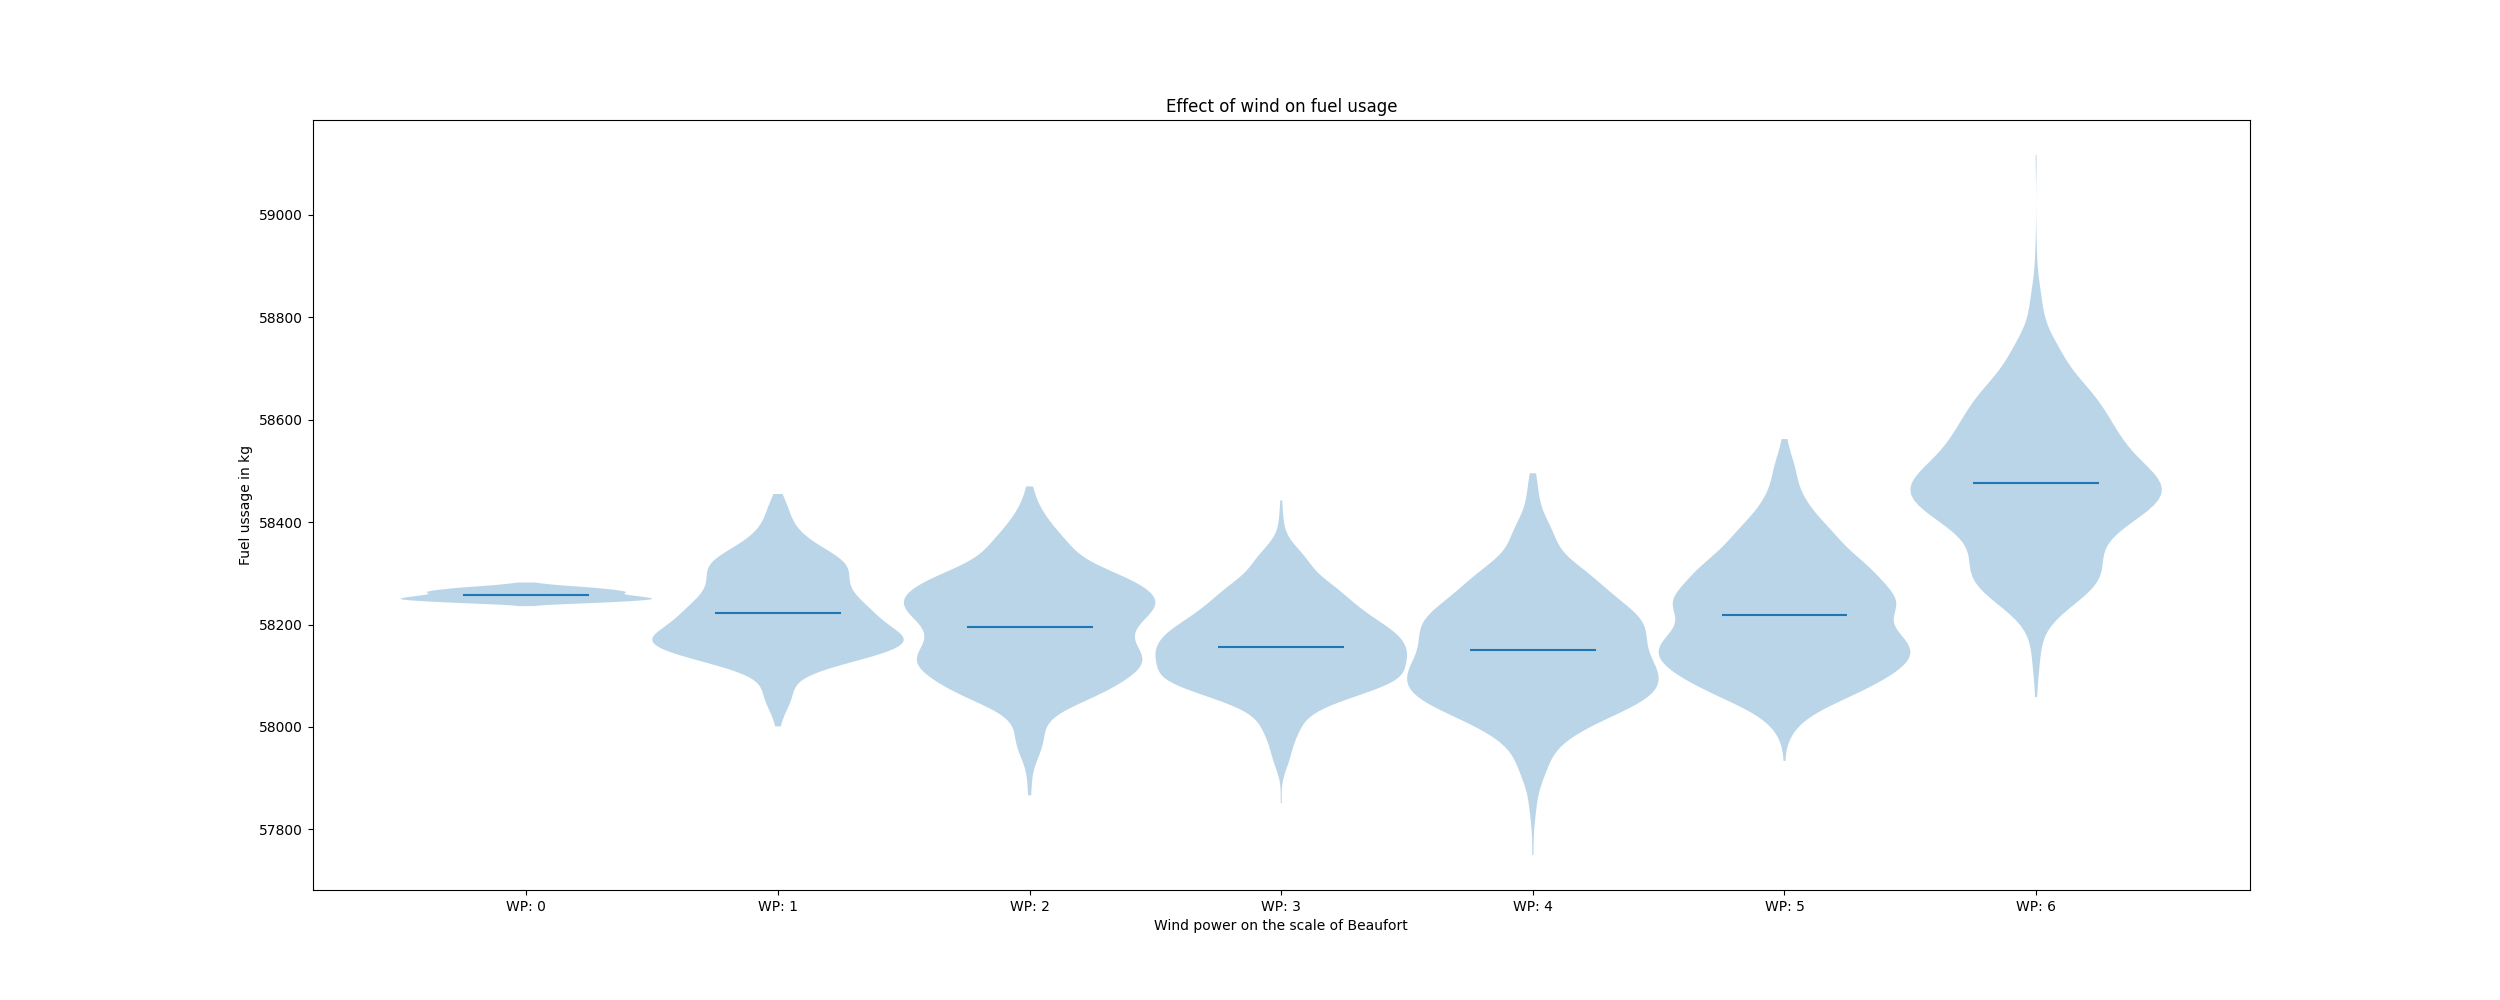 Effect of wind on fuel usage
Fuel ussage in kg
59000
58800
58600
58400
58200
58000
57800
WP: 0 WP: 1 WP: 2 WP: 3 WP: 4 WP: 5 WP: 6
Wind power on the scale of Beaufort